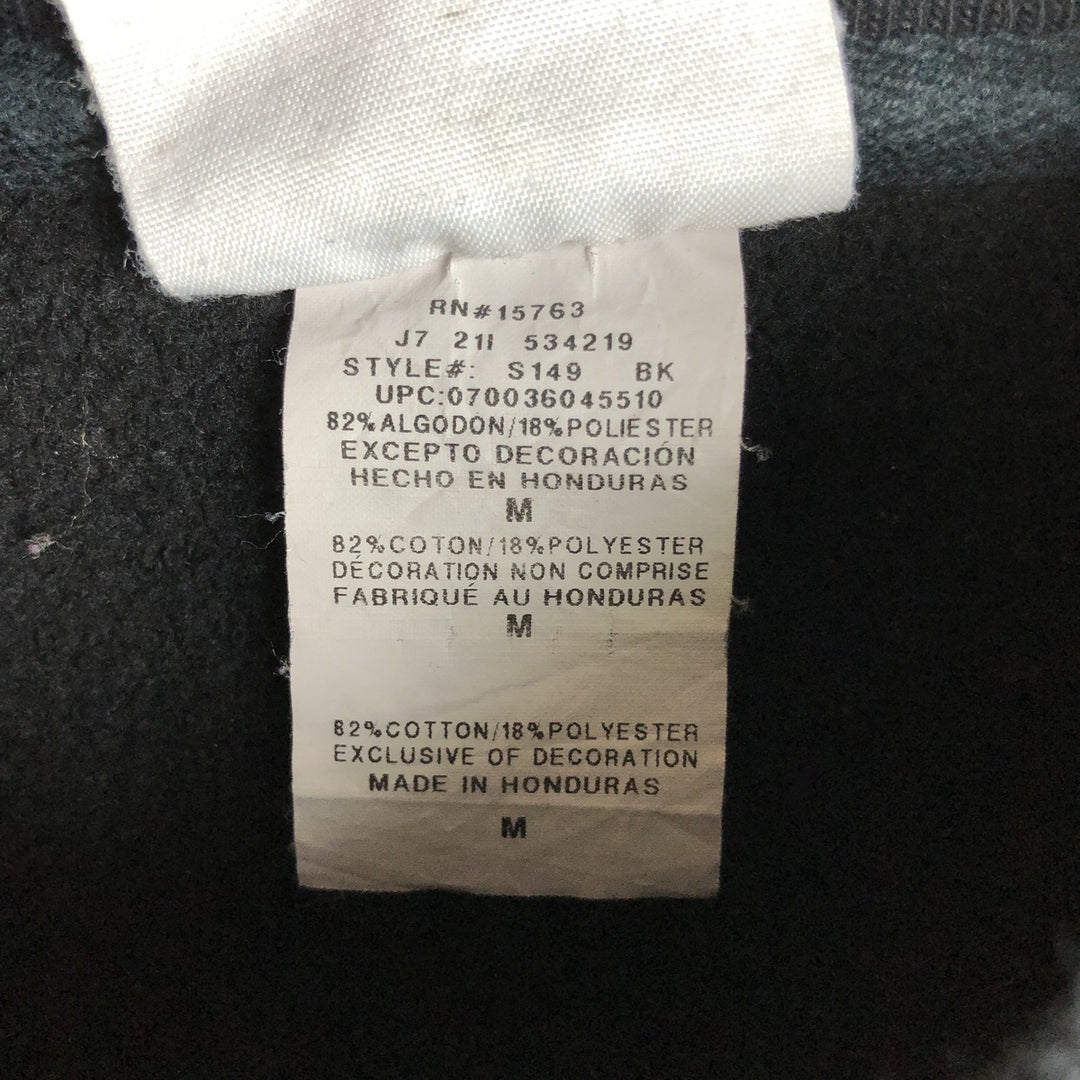 RN#15763
J7 21I 534219
STYLE#: S149 BK
UPC:070036045510
82%ALGODON/18%POLIESTER
EXCEPTO DECORACIÓN
HECHO EN HONDURAS
M
82%COTON/18%POLYESTER
DÉCORATION NON COMPRISE
FABRIQUÉ AU HONDURAS
M
82%COTTON/18%POLYESTER
EXCLUSIVE OF DECORATION
MADE IN HONDURAS
M